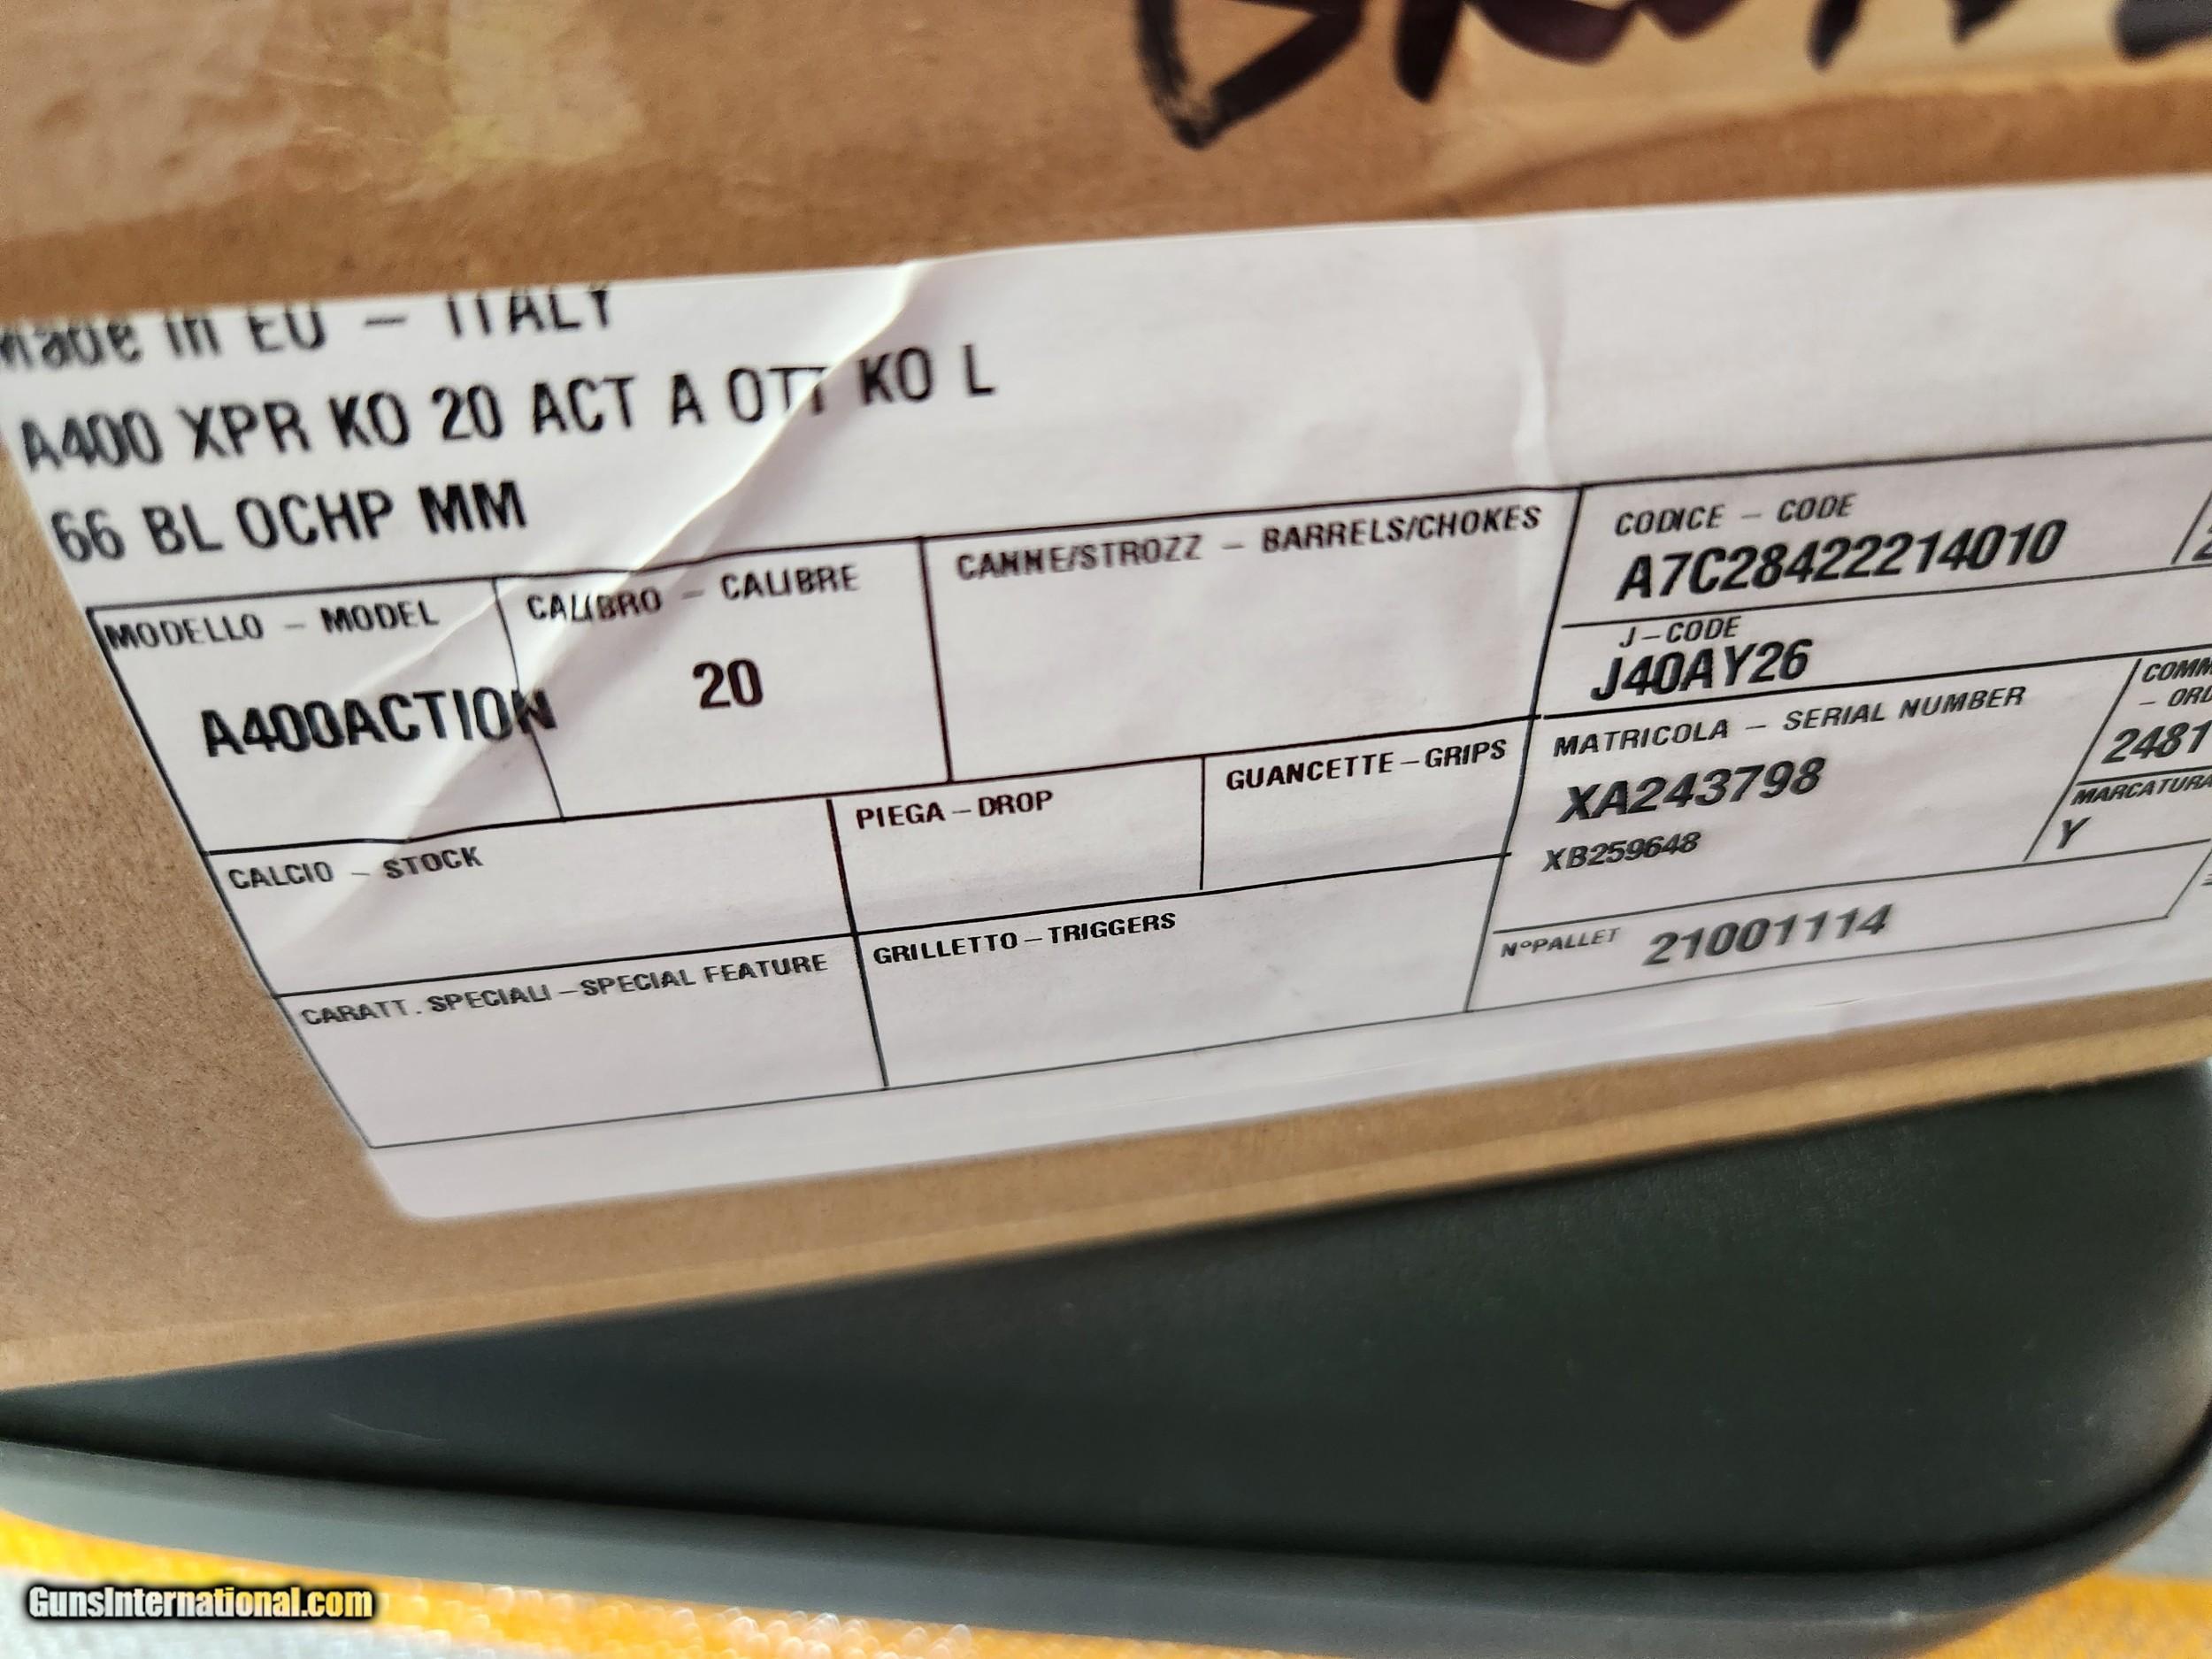 Made in EU – ITALY
A400 XPR KO 20 ACT A OTT KO L
66 BL OCHP MM
MODELLO – MODEL
A400ACTION
CALIBRO – CALIBRE
20
CANNE/STROZZ – BARRELS/CHOKES
CODICE – CODE
A7C28422214010
J-CODE
J40AY26
MATRICOLA – SERIAL NUMBER
XA243798
XB259648
COMM
– ORD
2481
MARCATURA
Y
CALCIO – STOCK
PIEGA – DROP
GUANCETTE – GRIPS
CARATT. SPECIALI – SPECIAL FEATURE
GRILLETTO – TRIGGERS
N°PALLET 21001114
GunsInternational.com